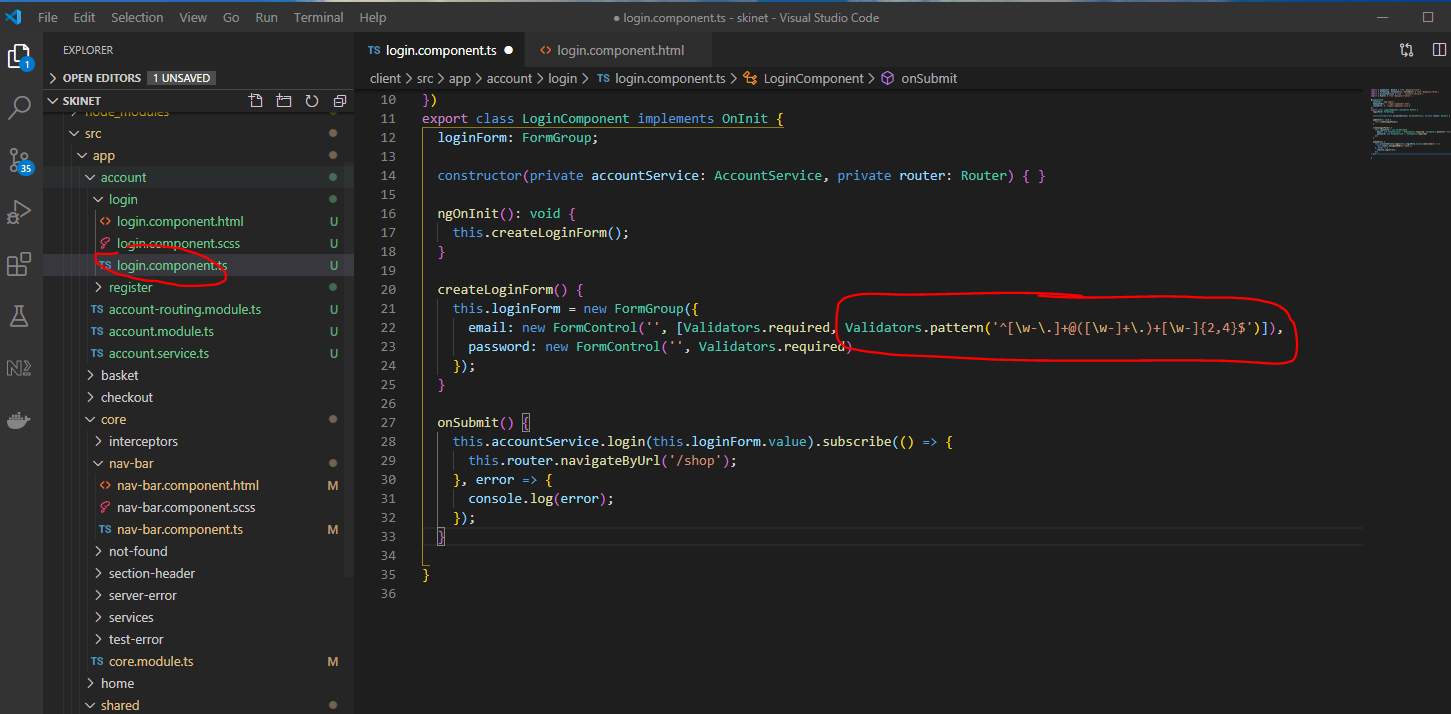 File Edit Selection View Go Run Terminal Help
● login.component.ts - skinet - Visual Studio Code
EXPLORER
TS login.component.ts ●
<> login.component.html
1
OPEN EDITORS 1 UNSAVED
client > src > app > account > login > TS login.component.ts > LoginComponent > onSubmit
SKINET
node_modules
src
app
account
login
<> login.component.html U
login.component.scss U
TS login.component.ts U
register
TS account-routing.module.ts U
TS account.module.ts U
TS account.service.ts U
basket
checkout
core
interceptors
nav-bar
<> nav-bar.component.html M
nav-bar.component.scss
TS nav-bar.component.ts M
not-found
section-header
server-error
services
test-error
TS core.module.ts M
home
shared
35
10 })
11 export class LoginComponent implements OnInit {
12 loginForm: FormGroup;
13
14 constructor(private accountService: AccountService, private router: Router) { }
15
16 ngOnInit(): void {
17 this.createLoginForm();
18 }
19
20 createLoginForm() {
21 this.loginForm = new FormGroup({
22 email: new FormControl('', [Validators.required, Validators.pattern('^[\w-\.]+@([\w-]+\.)+[\w-]{2,4}$')]),
23 password: new FormControl('', Validators.required)
24 });
25 }
26
27 onSubmit() {
28 this.accountService.login(this.loginForm.value).subscribe(() => {
29 this.router.navigateByUrl('/shop');
30 }, error => {
31 console.log(error);
32 });
33 }
34
35 }
36